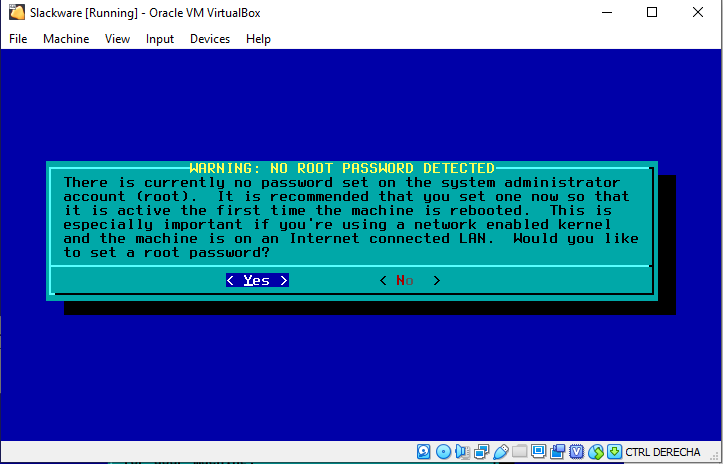 Slackware [Running] - Oracle VM VirtualBox
File Machine View Input Devices Help
WARNING: NO ROOT PASSWORD DETECTED
There is currently no password set on the system administrator
account (root).  It is recommended that you set one now so that
it is active the first time the machine is rebooted.  This is
especially important if you're using a network enabled kernel
and the machine is on an Internet connected LAN.  Would you like
to set a root password?
< Yes > < No >
CTRL DERECHA